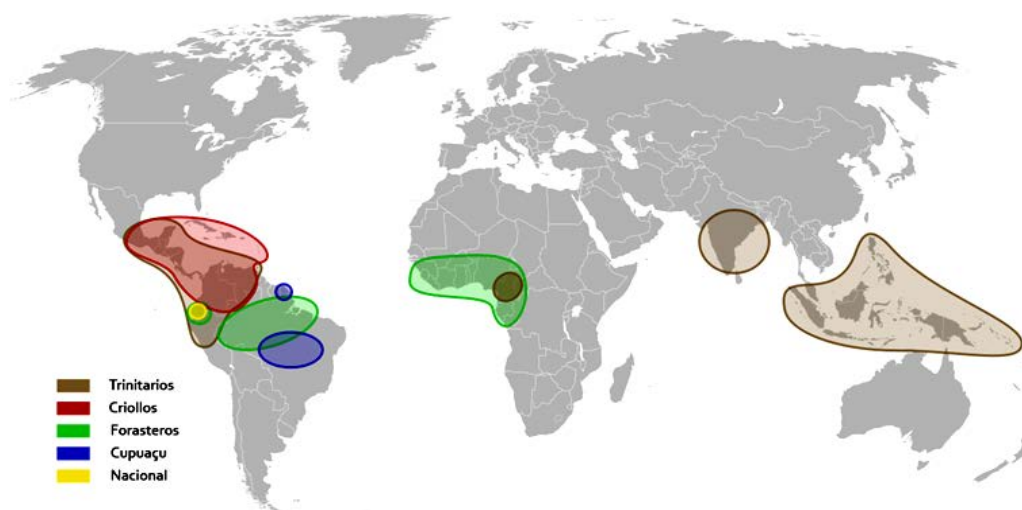 Trinitarios
Criollos
Forasteros
Cupuaçu
Nacional